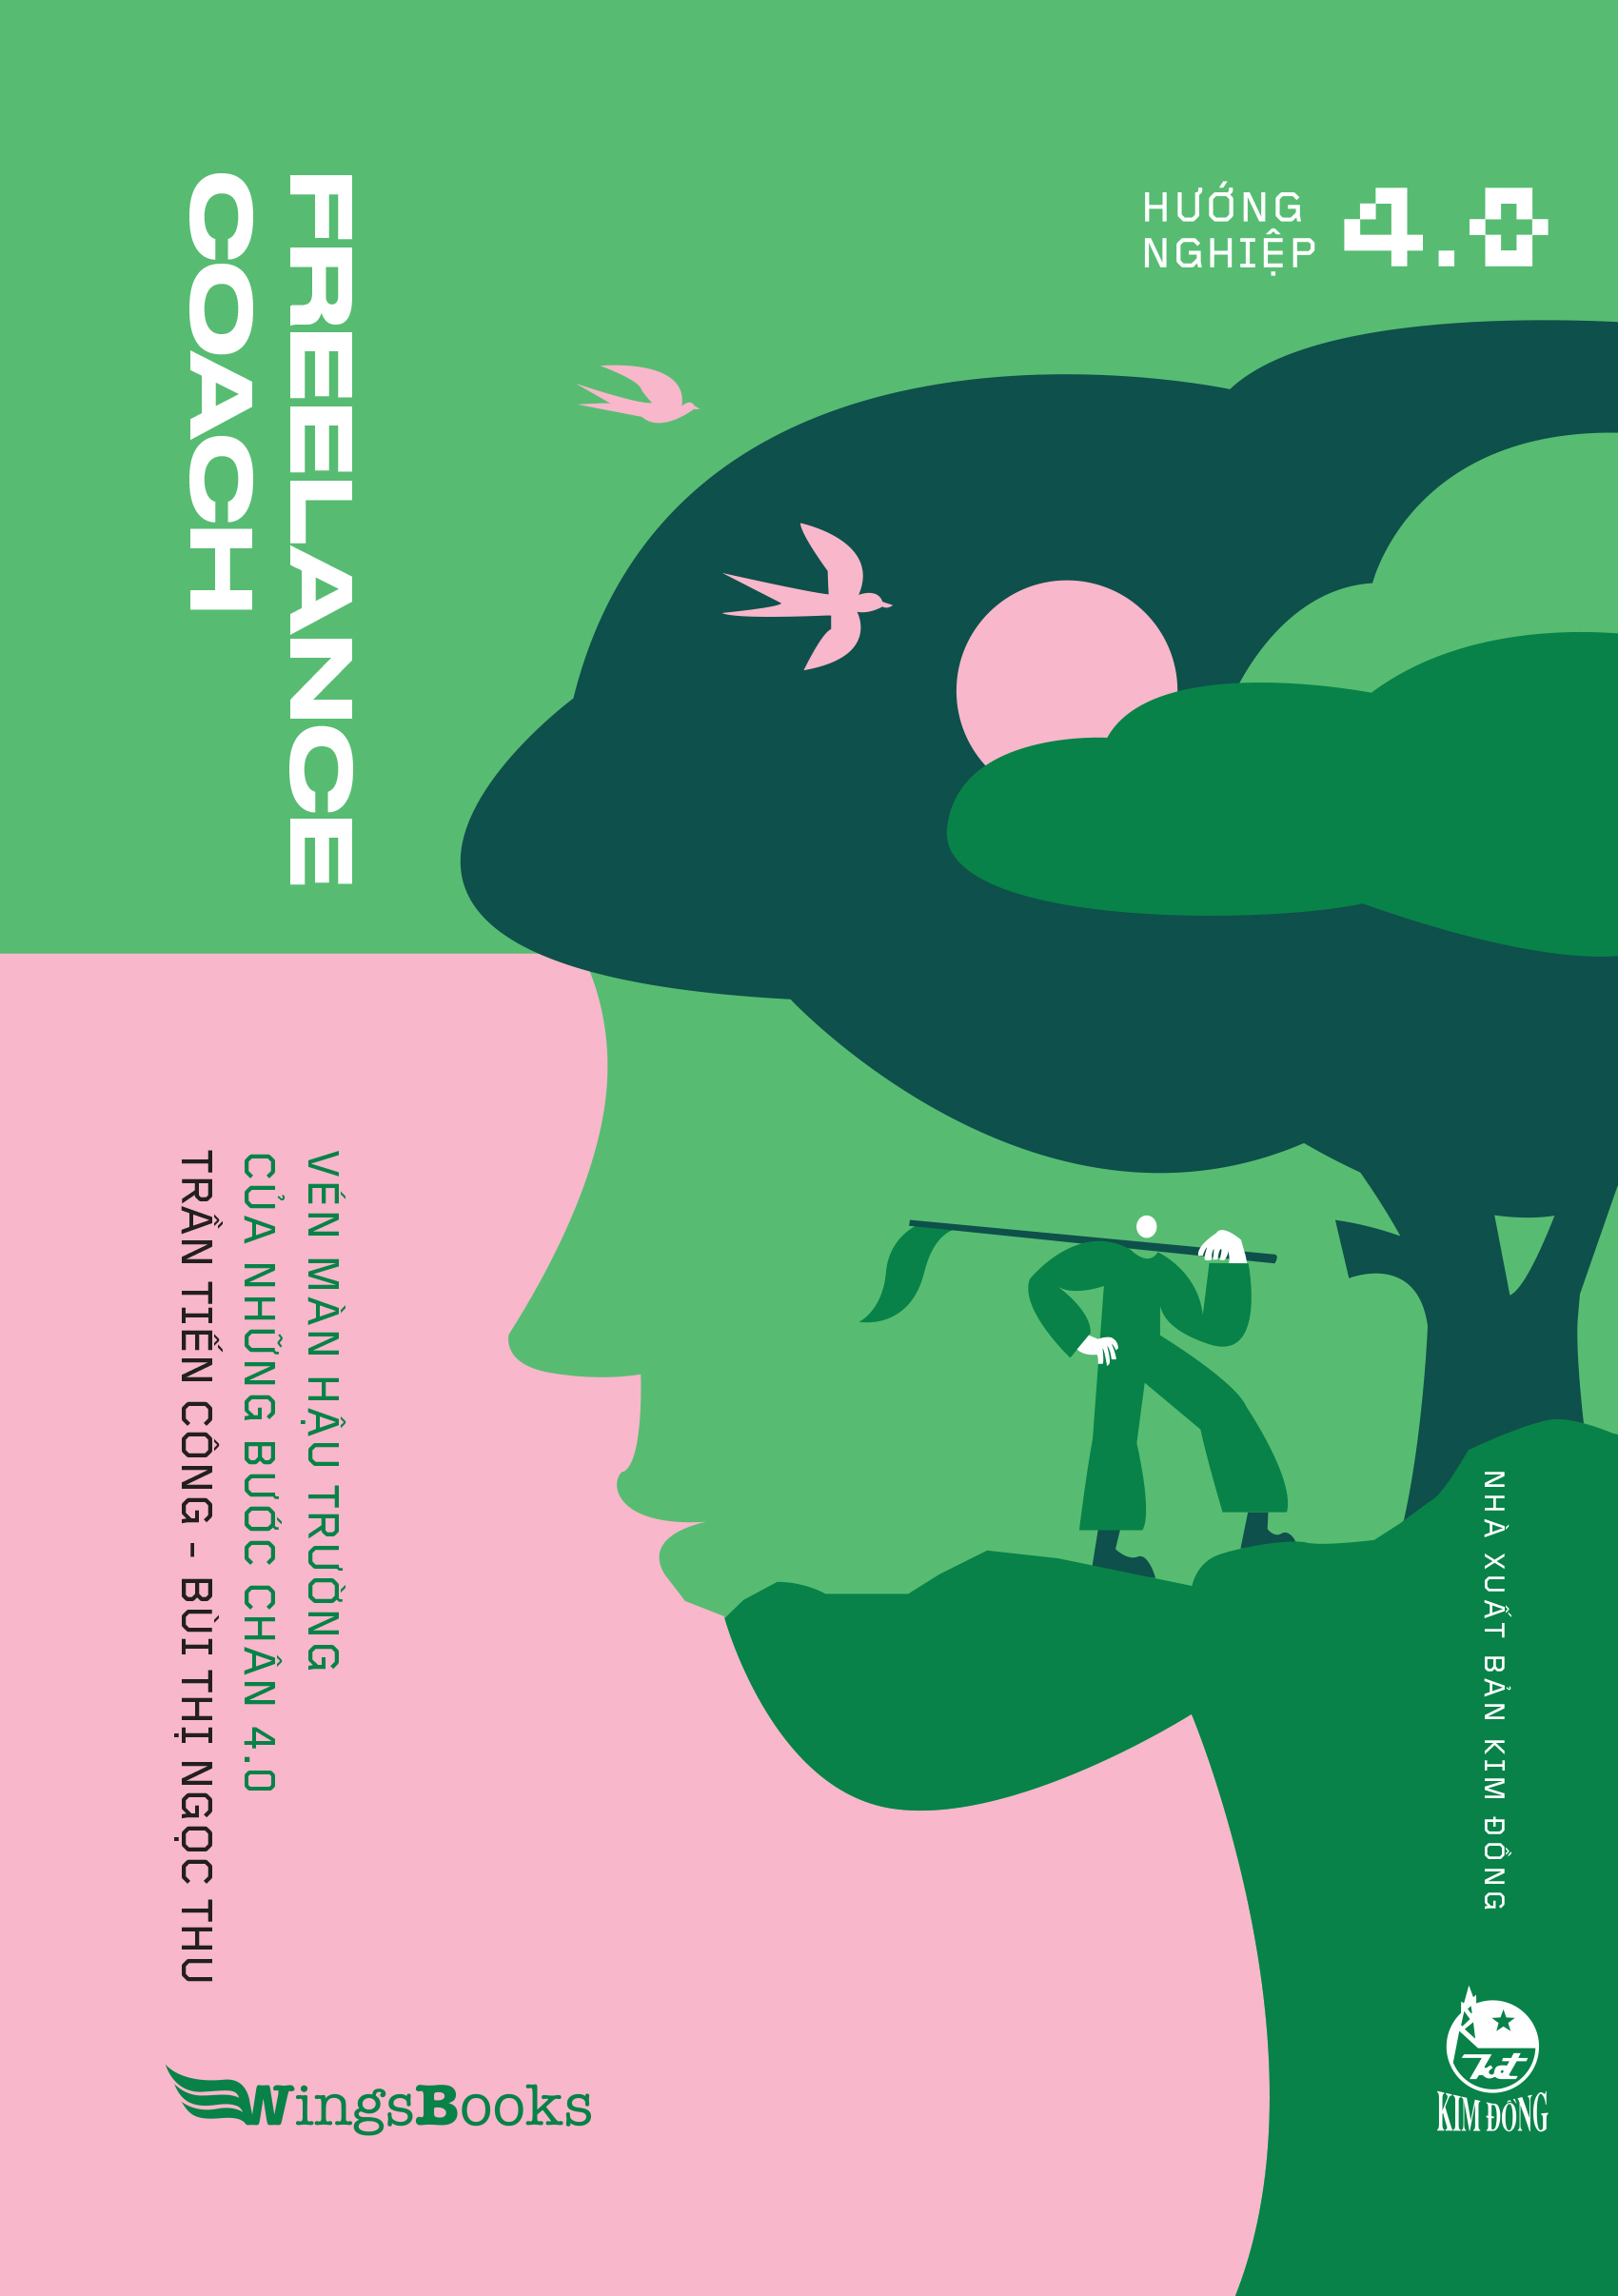 FREELANCE
COACH
HƯỚNG
NGHIỆP
4.0
VÉN MÀN HẬU TRƯỜNG
CỦA NHỮNG BƯỚC CHÂN 4.0
TRẦN TIẾN CÔNG - BÙI THỊ NGỌC THU
NHÀ XUẤT BẢN KIM ĐỒNG
WingsBooks
KIM ĐỒNG